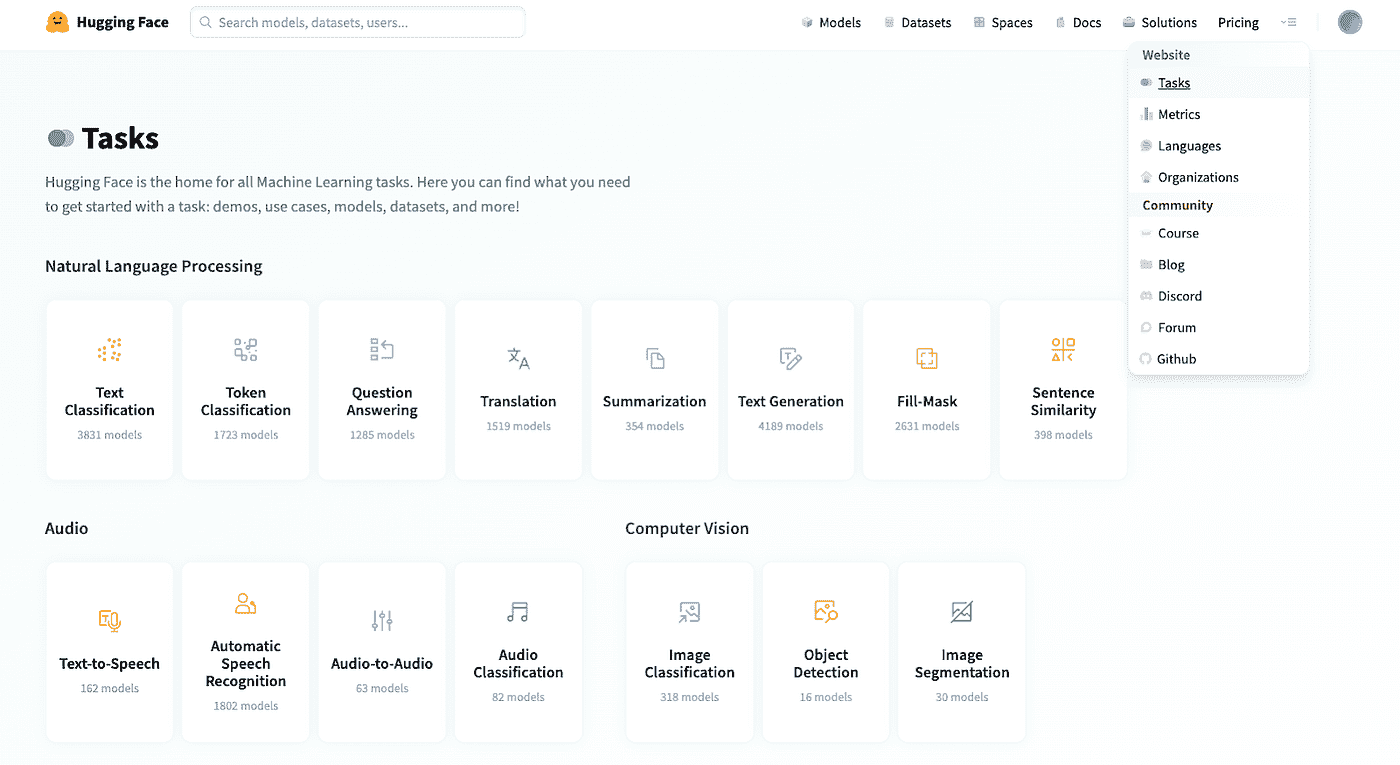 Hugging Face
Search models, datasets, users...
Models
Datasets
Spaces
Docs
Solutions
Pricing
Website
Tasks
Metrics
Languages
Organizations
Community
Course
Blog
Discord
Forum
Github
Tasks
Hugging Face is the home for all Machine Learning tasks. Here you can find what you need
to get started with a task: demos, use cases, models, datasets, and more!
Natural Language Processing
Text
Classification
3831 models
Token
Classification
1723 models
Question
Answering
1285 models
Translation
1519 models
Summarization
354 models
Text Generation
4189 models
Fill-Mask
2631 models
Sentence
Similarity
398 models
Audio
Text-to-Speech
162 models
Automatic
Speech
Recognition
1802 models
Audio-to-Audio
63 models
Audio
Classification
82 models
Computer Vision
Image
Classification
318 models
Object
Detection
16 models
Image
Segmentation
30 models